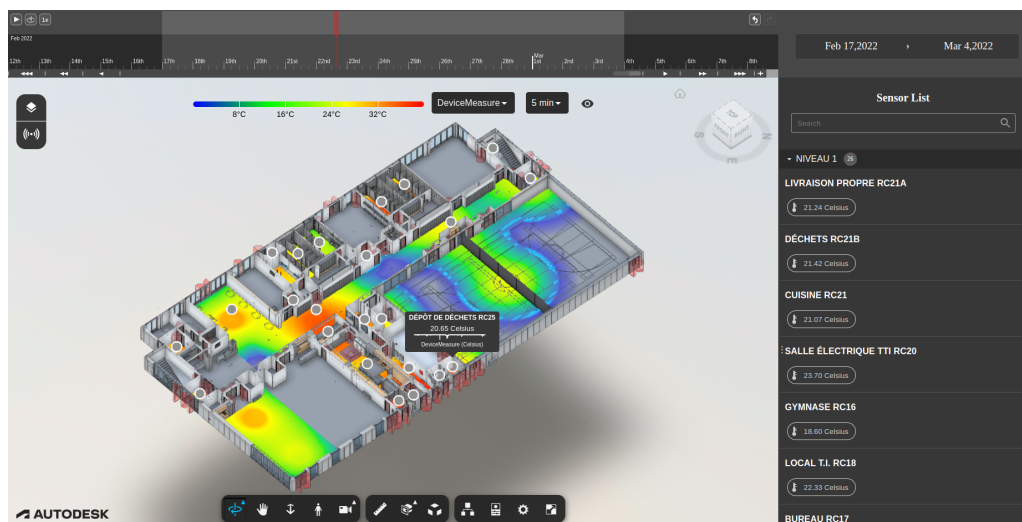 1x
Feb 2022
Mar
12th 13th 14th 15th 16th 17th 18th 19th 20th 21st 22nd 23rd 24th 25th 26th 27th 28th 1st 2nd 3rd 4th 5th 6th 7th 8th
Feb 17,2022 › Mar 4,2022
8°C 16°C 24°C 32°C
DeviceMeasure
5 min
TOP
FRONT
RIGHT
S
E
N
DÉPÔT DE DÉCHETS RC25
20.65 Celsius
DeviceMeasure (Celsius)
AUTODESK
Sensor List
Search
NIVEAU 1 26
LIVRAISON PROPRE RC21A
21.24 Celsius
DÉCHETS RC21B
21.42 Celsius
CUISINE RC21
21.07 Celsius
SALLE ÉLECTRIQUE TTI RC20
23.70 Celsius
GYMNASE RC16
18.60 Celsius
LOCAL T.I. RC18
22.33 Celsius
BUREAU RC17